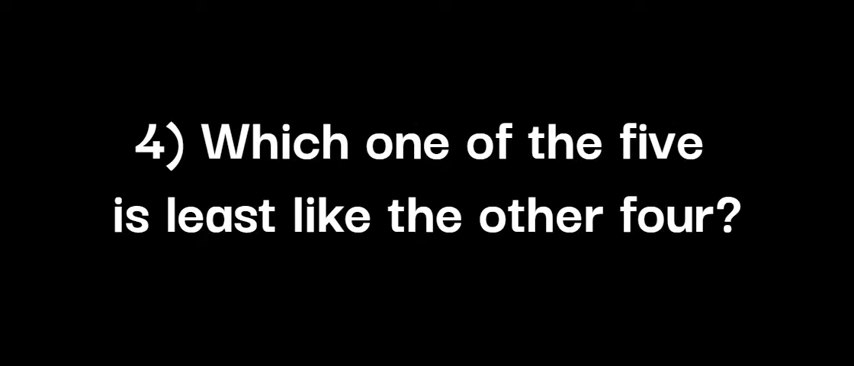 4) Which one of the five
is least like the other four?